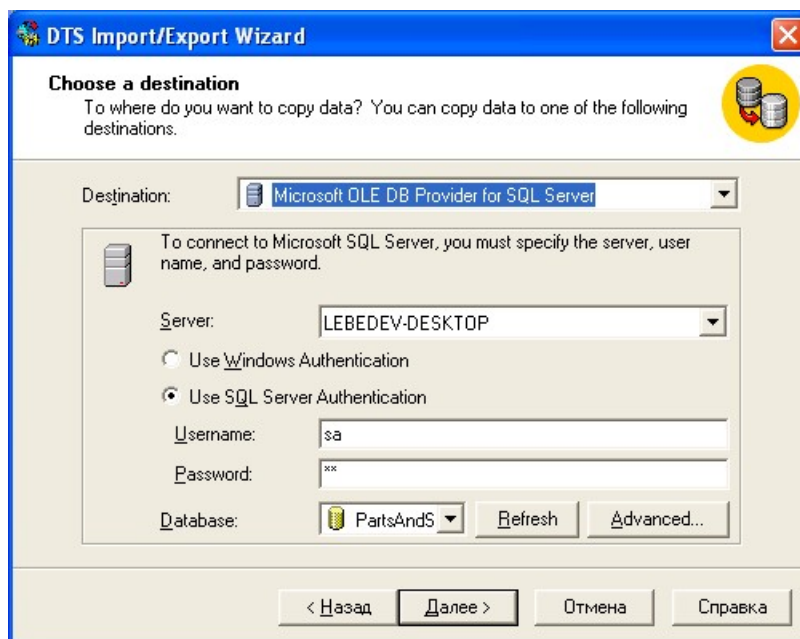 DTS Import/Export Wizard
Choose a destination
To where do you want to copy data? You can copy data to one of the following
destinations.
Destination: Microsoft OLE DB Provider for SQL Server
To connect to Microsoft SQL Server, you must specify the server, user
name, and password.
Server: LEBEDEV-DESKTOP
Use Windows Authentication
Use SQL Server Authentication
Username: sa
Password: **
Database: PartsAndS Refresh Advanced...
< Назад Далее > Отмена Справка